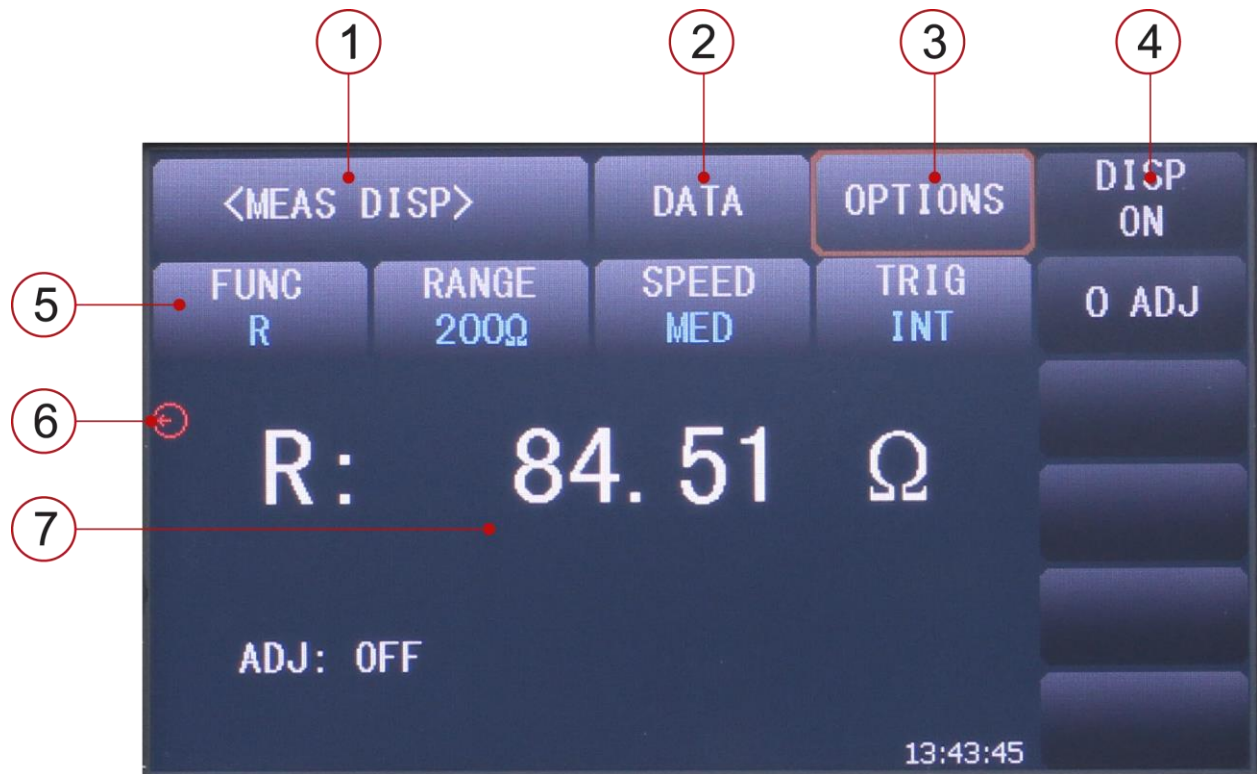 1
2
3
4
<MEAS DISP>
DATA
OPTIONS
DISP
ON
5
FUNC
R
RANGE
200Ω
SPEED
MED
TRIG
INT
0 ADJ
6
R: 84.51 Ω
7
ADJ: OFF
13:43:45